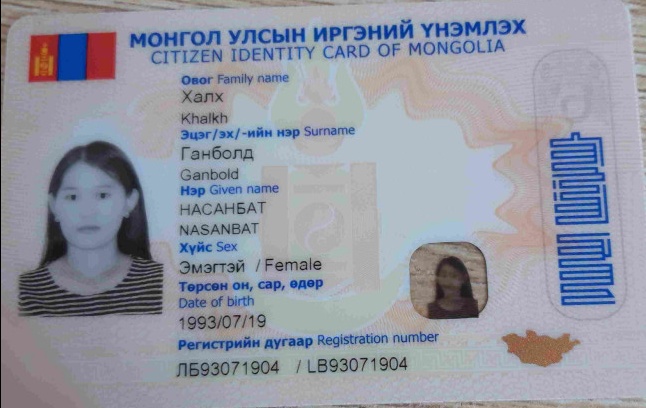 МОНГОЛ УЛСЫН ИРГЭНИЙ ҮНЭМЛЭХ
CITIZEN IDENTITY CARD OF MONGOLIA
Овог Family name
Халх
Khalkh
Эцэг/эх/-ийн нэр Surname
Ганболд
Ganbold
Нэр Given name
НАСАНБАТ
NASANBAT
Хүйс Sex
Эмэгтэй / Female
Төрсөн он, сар, өдөр
Date of birth
1993/07/19
Регистрийн дугаар Registration number
ЛБ93071904 / LB93071904